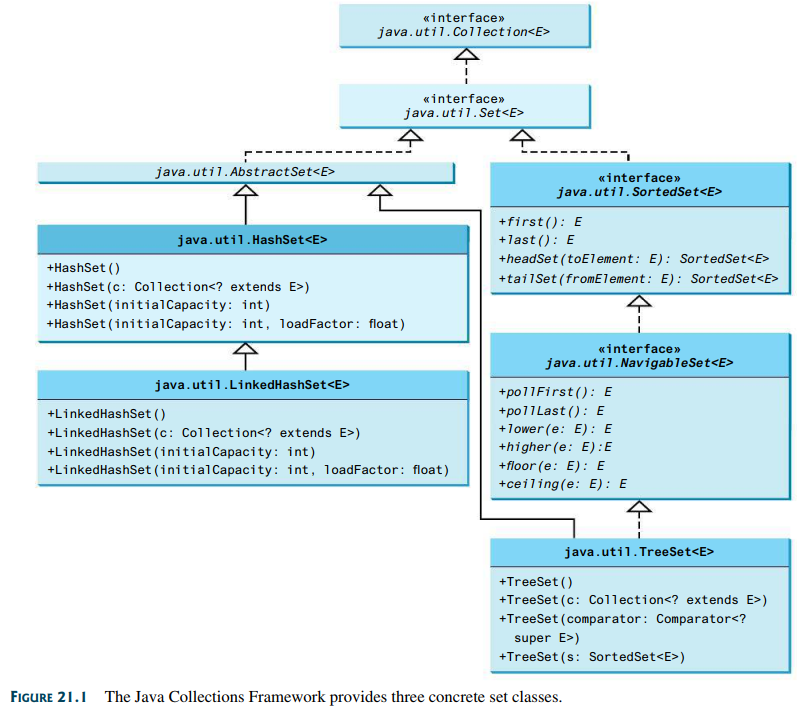 «interface»
java.util.Collection<E>
«interface»
java.util.Set<E>
java.util.AbstractSet<E>
«interface»
java.util.SortedSet<E>
+first(): E
+last(): E
+headSet(toElement: E): SortedSet<E>
+tailSet(fromElement: E): SortedSet<E>
java.util.HashSet<E>
+HashSet()
+HashSet(c: Collection<? extends E>)
+HashSet(initialCapacity: int)
+HashSet(initialCapacity: int, loadFactor: float)
«interface»
java.util.NavigableSet<E>
+pollFirst(): E
+pollLast(): E
+lower(e: E): E
+higher(e: E):E
+floor(e: E): E
+ceiling(e: E): E
java.util.LinkedHashSet<E>
+LinkedHashSet()
+LinkedHashSet(c: Collection<? extends E>)
+LinkedHashSet(initialCapacity: int)
+LinkedHashSet(initialCapacity: int, loadFactor: float)
java.util.TreeSet<E>
+TreeSet()
+TreeSet(c: Collection<? extends E>)
+TreeSet(comparator: Comparator<?
super E>)
+TreeSet(s: SortedSet<E>)
FIGURE 21.1 The Java Collections Framework provides three concrete set classes.